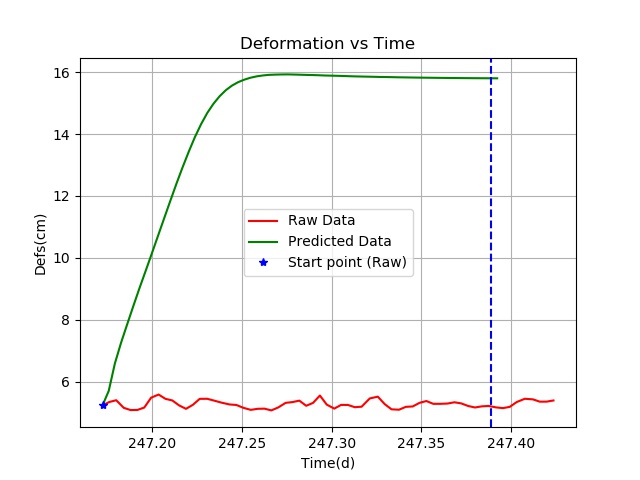 Deformation vs Time
Defs(cm)
16
14
12
10
8
6
Raw Data
Predicted Data
Start point (Raw)
247.20 247.25 247.30 247.35 247.40
Time(d)